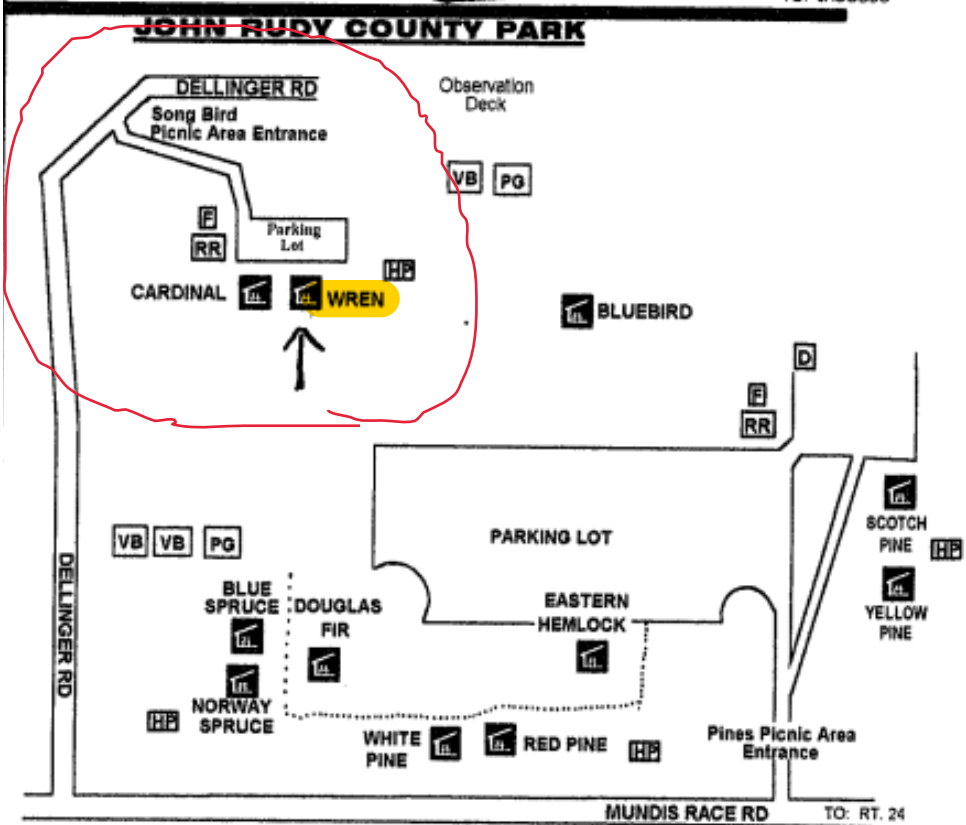 JOHN RUDY COUNTY PARK
DELLINGER RD
Song Bird
Picnic Area Entrance
Observation
Deck
VB PG
F
RR
Parking
Lot
HP
CARDINAL
WREN
BLUEBIRD
D
F
RR
PARKING LOT
SCOTCH
PINE
HP
YELLOW
PINE
VB VB PG
DELLINGER RD
BLUE
SPRUCE
DOUGLAS
FIR
EASTERN
HEMLOCK
NORWAY
SPRUCE
HP
WHITE
PINE
RED PINE
HP
Pines Picnic Area
Entrance
MUNDIS RACE RD
TO: RT. 24